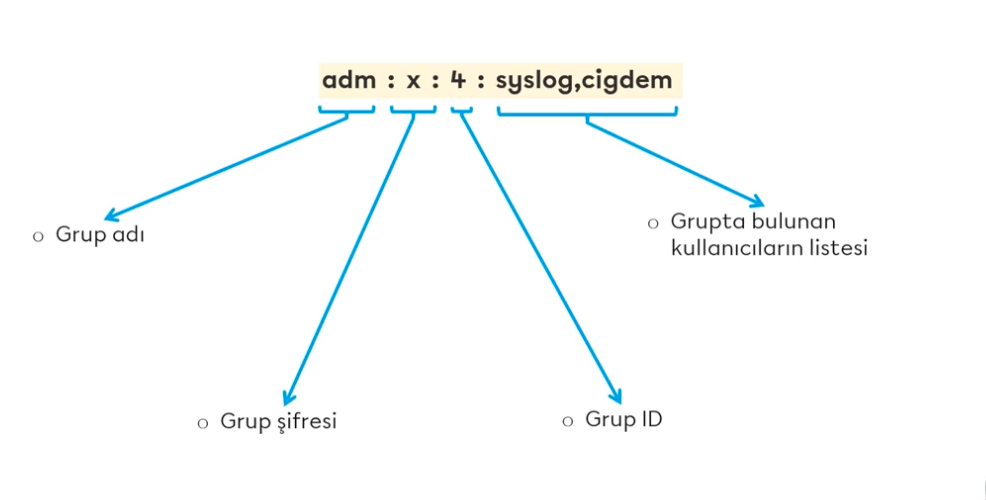 adm : x : 4 : syslog,cigdem
o Grup adı
o Grupta bulunan
kullanıcıların listesi
o Grup şifresi
o Grup ID